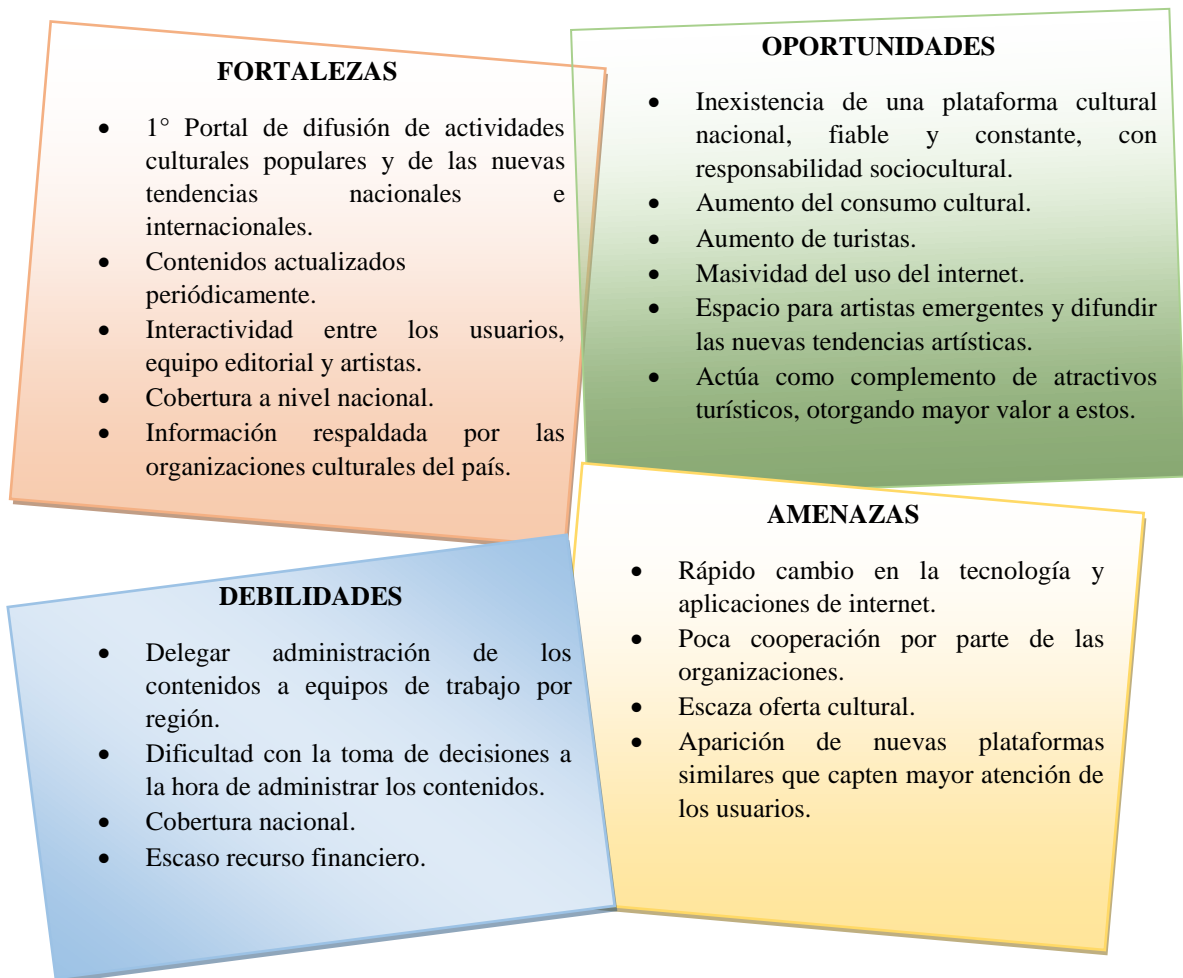 FORTALEZAS
• 1° Portal de difusión de actividades
culturales populares y de las nuevas
tendencias nacionales e
internacionales.
• Contenidos actualizados
periódicamente.
• Interactividad entre los usuarios,
equipo editorial y artistas.
• Cobertura a nivel nacional.
• Información respaldada por las
organizaciones culturales del país.
OPORTUNIDADES
• Inexistencia de una plataforma cultural
nacional, fiable y constante, con
responsabilidad sociocultural.
• Aumento del consumo cultural.
• Aumento de turistas.
• Masividad del uso del internet.
• Espacio para artistas emergentes y difundir
las nuevas tendencias artísticas.
• Actúa como complemento de atractivos
turísticos, otorgando mayor valor a estos.
DEBILIDADES
• Delegar administración de los
contenidos a equipos de trabajo por
región.
• Dificultad con la toma de decisiones a
la hora de administrar los contenidos.
• Cobertura nacional.
• Escaso recurso financiero.
AMENAZAS
• Rápido cambio en la tecnología y
aplicaciones de internet.
• Poca cooperación por parte de las
organizaciones.
• Escaza oferta cultural.
• Aparición de nuevas plataformas
similares que capten mayor atención de
los usuarios.